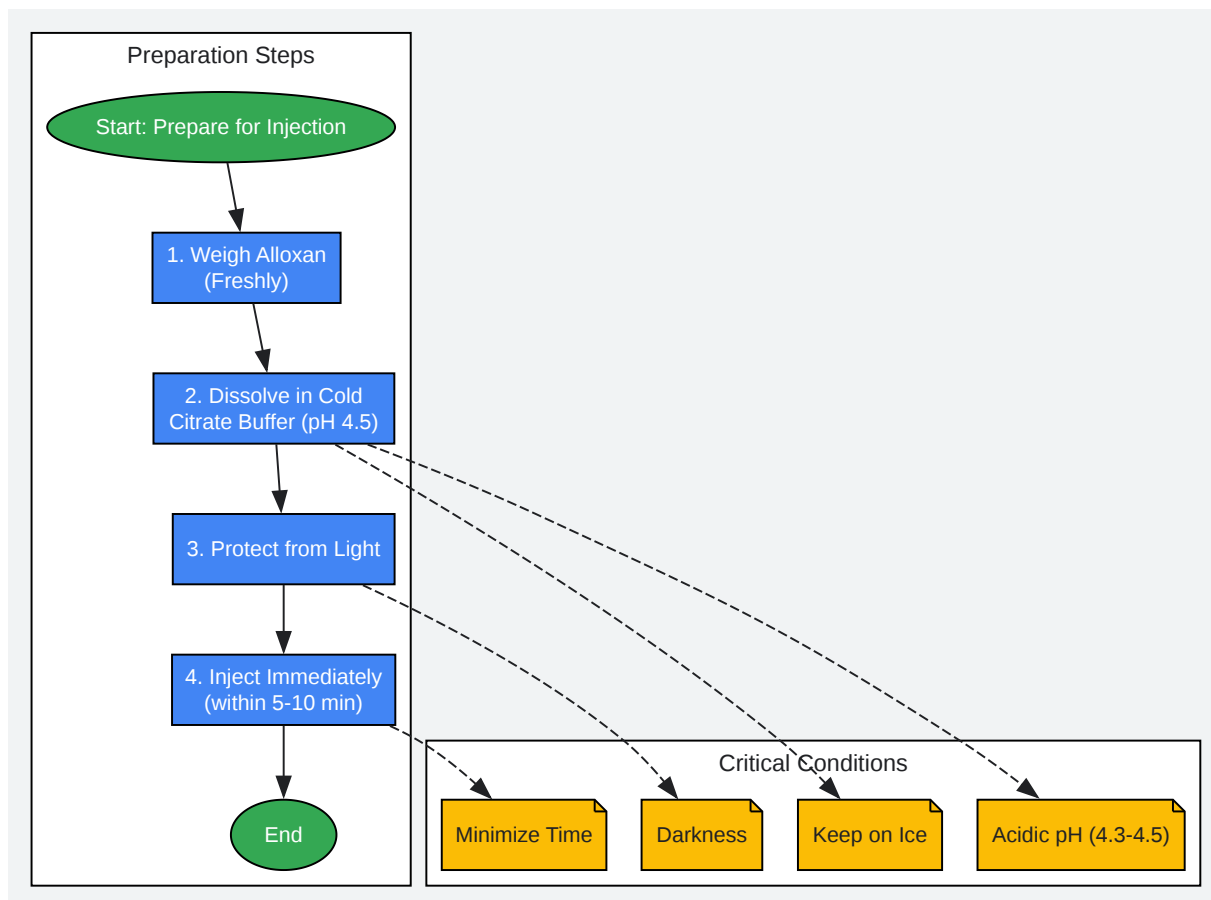 Preparation Steps
Start: Prepare for Injection
1. Weigh Alloxan
(Freshly)
2. Dissolve in Cold
Citrate Buffer (pH 4.5)
3. Protect from Light
4. Inject Immediately
(within 5-10 min)
End
Critical Conditions
Minimize Time
Darkness
Keep on Ice
Acidic pH (4.3-4.5)